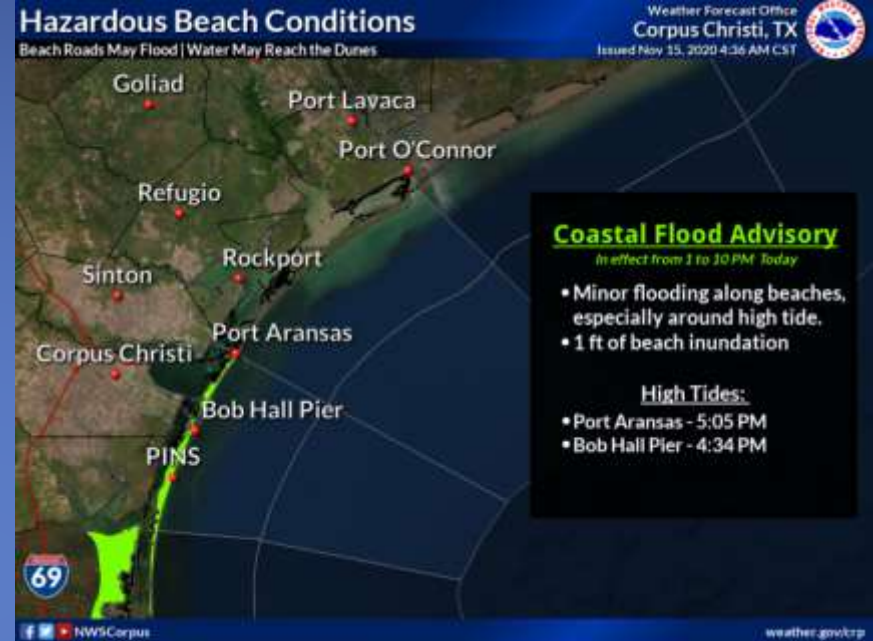 Hazardous Beach Conditions
Beach Roads May Flood | Water May Reach the Dunes
Weather Forecast Office
Corpus Christi, TX
Issued Nov 15, 2020 4:36 AM CST
Goliad
Port Lavaca
Port O'Connor
Refugio
Rockport
Sinton
Port Aransas
Corpus Christi
Bob Hall Pier
PINS
Coastal Flood Advisory
In effect from 1 to 10 PM Today
• Minor flooding along beaches,
especially around high tide.
• 1 ft of beach inundation
High Tides:
• Port Aransas - 5:05 PM
• Bob Hall Pier - 4:34 PM
69
NWSCorpus
weather.gov/crp